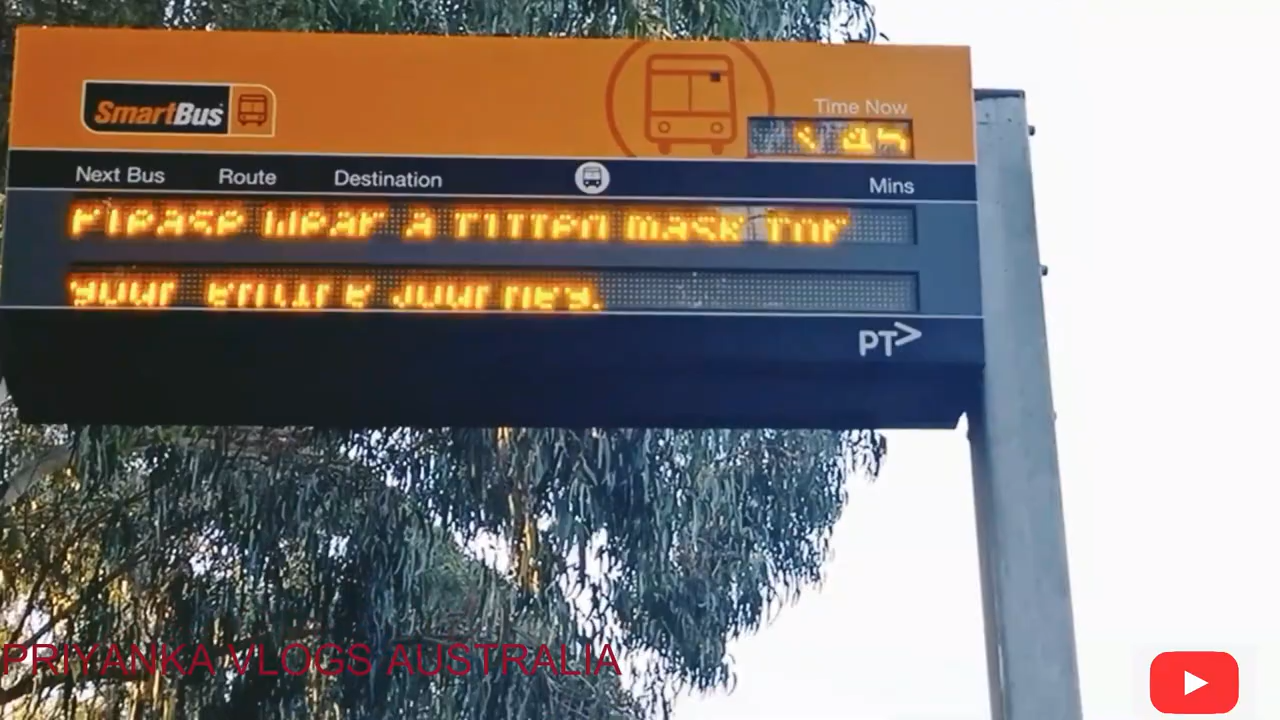 SmartBus
Time Now
Next Bus Route Destination Mins
Please wear a fitted mask for
your entire journey.
PT>
PRIYANKA VLOGS AUSTRALIA